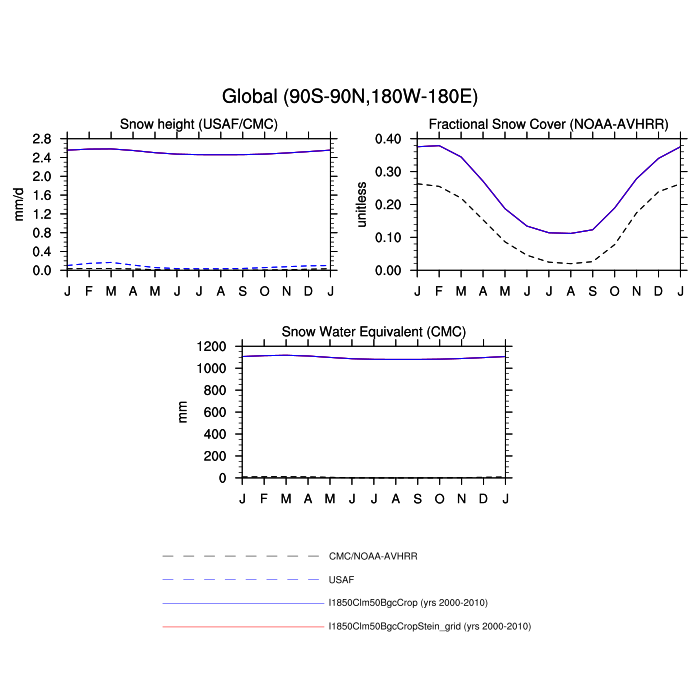 Global (90S-90N,180W-180E)
Snow height (USAF/CMC)
mm/d
2.8
2.4
2.0
1.6
1.2
0.8
0.4
0.0
J F M A M J J A S O N D J
Fractional Snow Cover (NOAA-AVHRR)
unitless
0.40
0.30
0.20
0.10
0.00
J F M A M J J A S O N D J
Snow Water Equivalent (CMC)
mm
1200
1000
800
600
400
200
0
J F M A M J J A S O N D J
CMC/NOAA-AVHRR
USAF
I1850Clm50BgcCrop (yrs 2000-2010)
I1850Clm50BgcCropStein_grid (yrs 2000-2010)